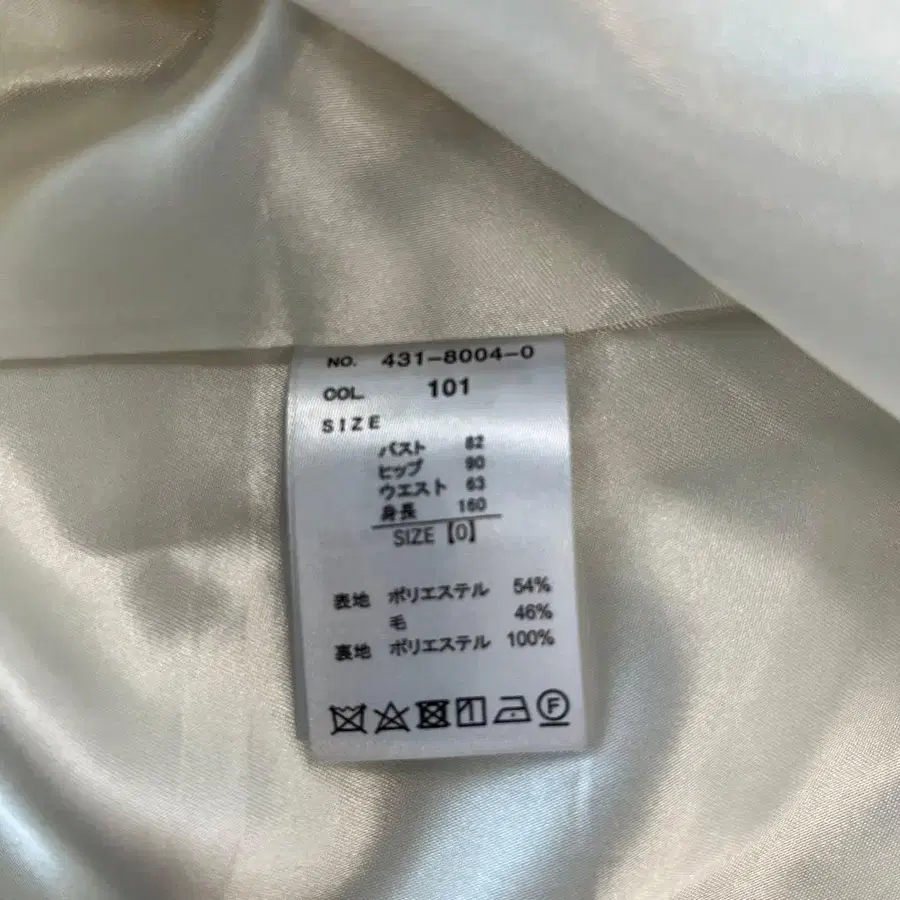 NO. 431-8004-0
COL. 101
SIZE
バスト 82
ヒップ 90
ウエスト 63
身長 160
SIZE【0】
表地 ポリエステル 54%
毛 46%
裏地 ポリエステル 100%
F